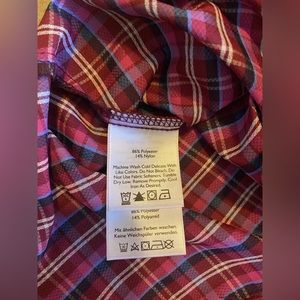 86% Polyester
14% Nylon
Machine Wash Cold Delicate With
Like Colors. Do Not Bleach. Do
Not Use Fabric Softeners. Tumble
Dry Low. Remove Promptly. Cool
Iron As Desired.
86% Polyester
14% Polyamid
Mit ähnlichen Farben waschen.
Keine Weichspüler verwenden.